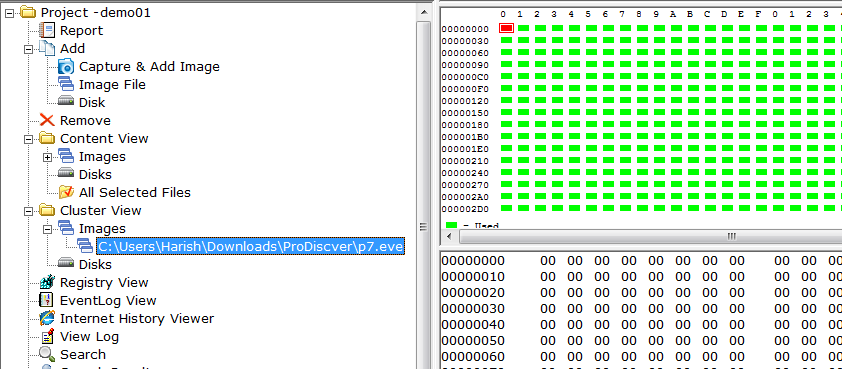 Project -demo01
Report
Add
Capture & Add Image
Image File
Disk
Remove
Content View
Images
Disks
All Selected Files
Cluster View
Images
C:\Users\Harish\Downloads\ProDiscver\p7.eve
Disks
Registry View
EventLog View
Internet History Viewer
View Log
Search
0 1 2 3 4 5 6 7 8 9 A B C D E F 0 1 2 3
00000000
00000030
00000060
00000090
000000C0
000000F0
00000120
00000150
00000180
000001B0
000001E0
00000210
00000240
00000270
000002A0
000002D0
= Used
00000000 00 00 00 00 00 00 00 00 00 00 00
00000010 00 00 00 00 00 00 00 00 00 00 00
00000020 00 00 00 00 00 00 00 00 00 00 00
00000030 00 00 00 00 00 00 00 00 00 00 00
00000040 00 00 00 00 00 00 00 00 00 00 00
00000050 00 00 00 00 00 00 00 00 00 00 00
00000060 00 00 00 00 00 00 00 00 00 00 00